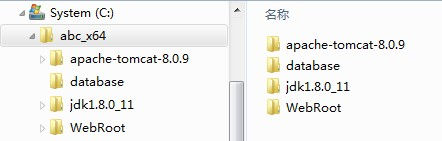 System (C:)
abc_x64
apache-tomcat-8.0.9
database
jdk1.8.0_11
WebRoot
名称
apache-tomcat-8.0.9
database
jdk1.8.0_11
WebRoot